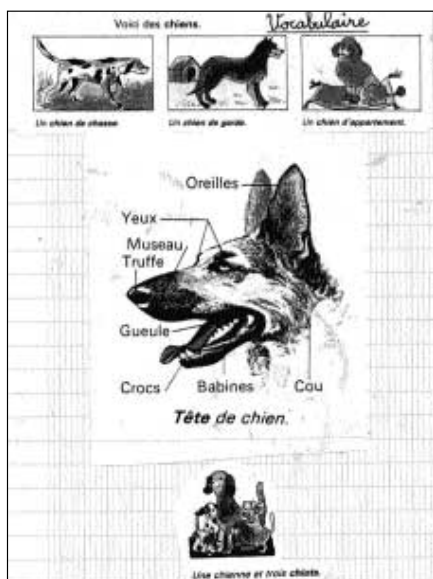 Voici des chiens. Vocabulaire
Un chien de chasse. Un chien de garde. Un chien d'appartement.
Oreilles
Yeux
Museau
Truffe
Gueule
Crocs Babines Cou
Tête de chien.
Une chienne et trois chiots.